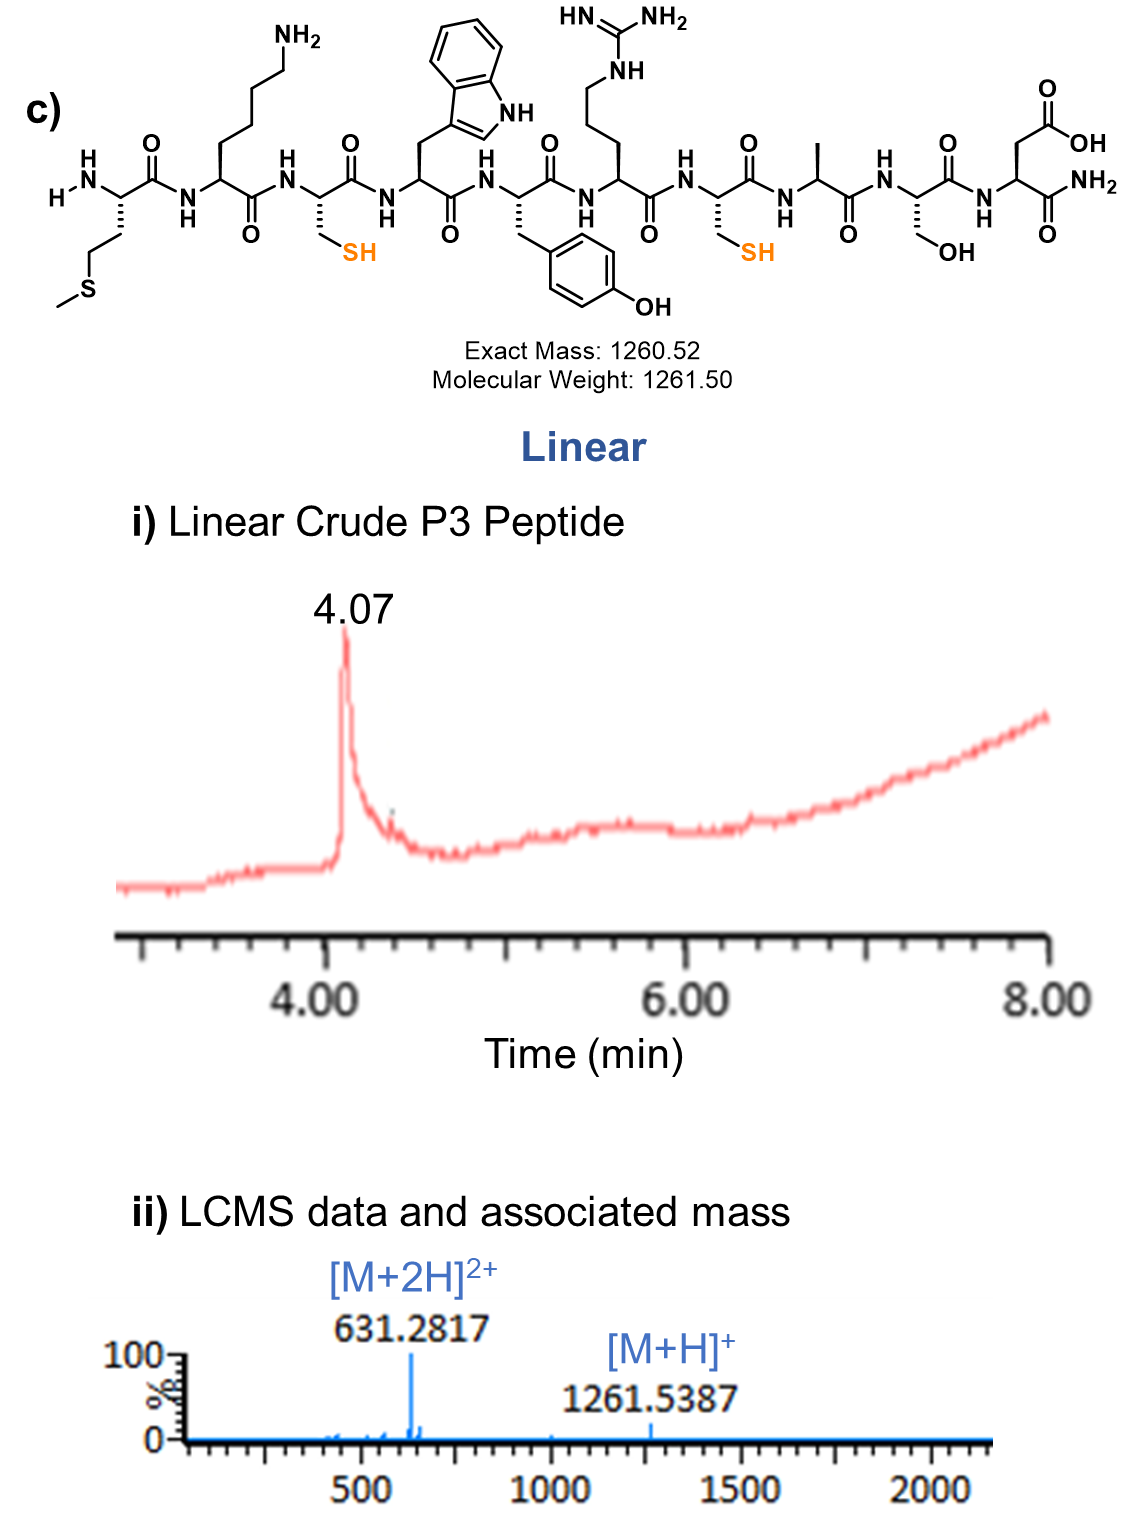 c)
NH2
HN NH2
NH
NH
O
OH
H O H O H O H O H O
H N N N N N NH2
N N N N N
H O H O H O H O H O
SH
SH
OH
S
OH
Exact Mass: 1260.52
Molecular Weight: 1261.50
Linear
i) Linear Crude P3 Peptide
4.07
4.00 6.00 8.00
Time (min)
ii) LCMS data and associated mass
[M+2H]2+
631.2817
[M+H]+
1261.5387
100
%
0
500 1000 1500 2000